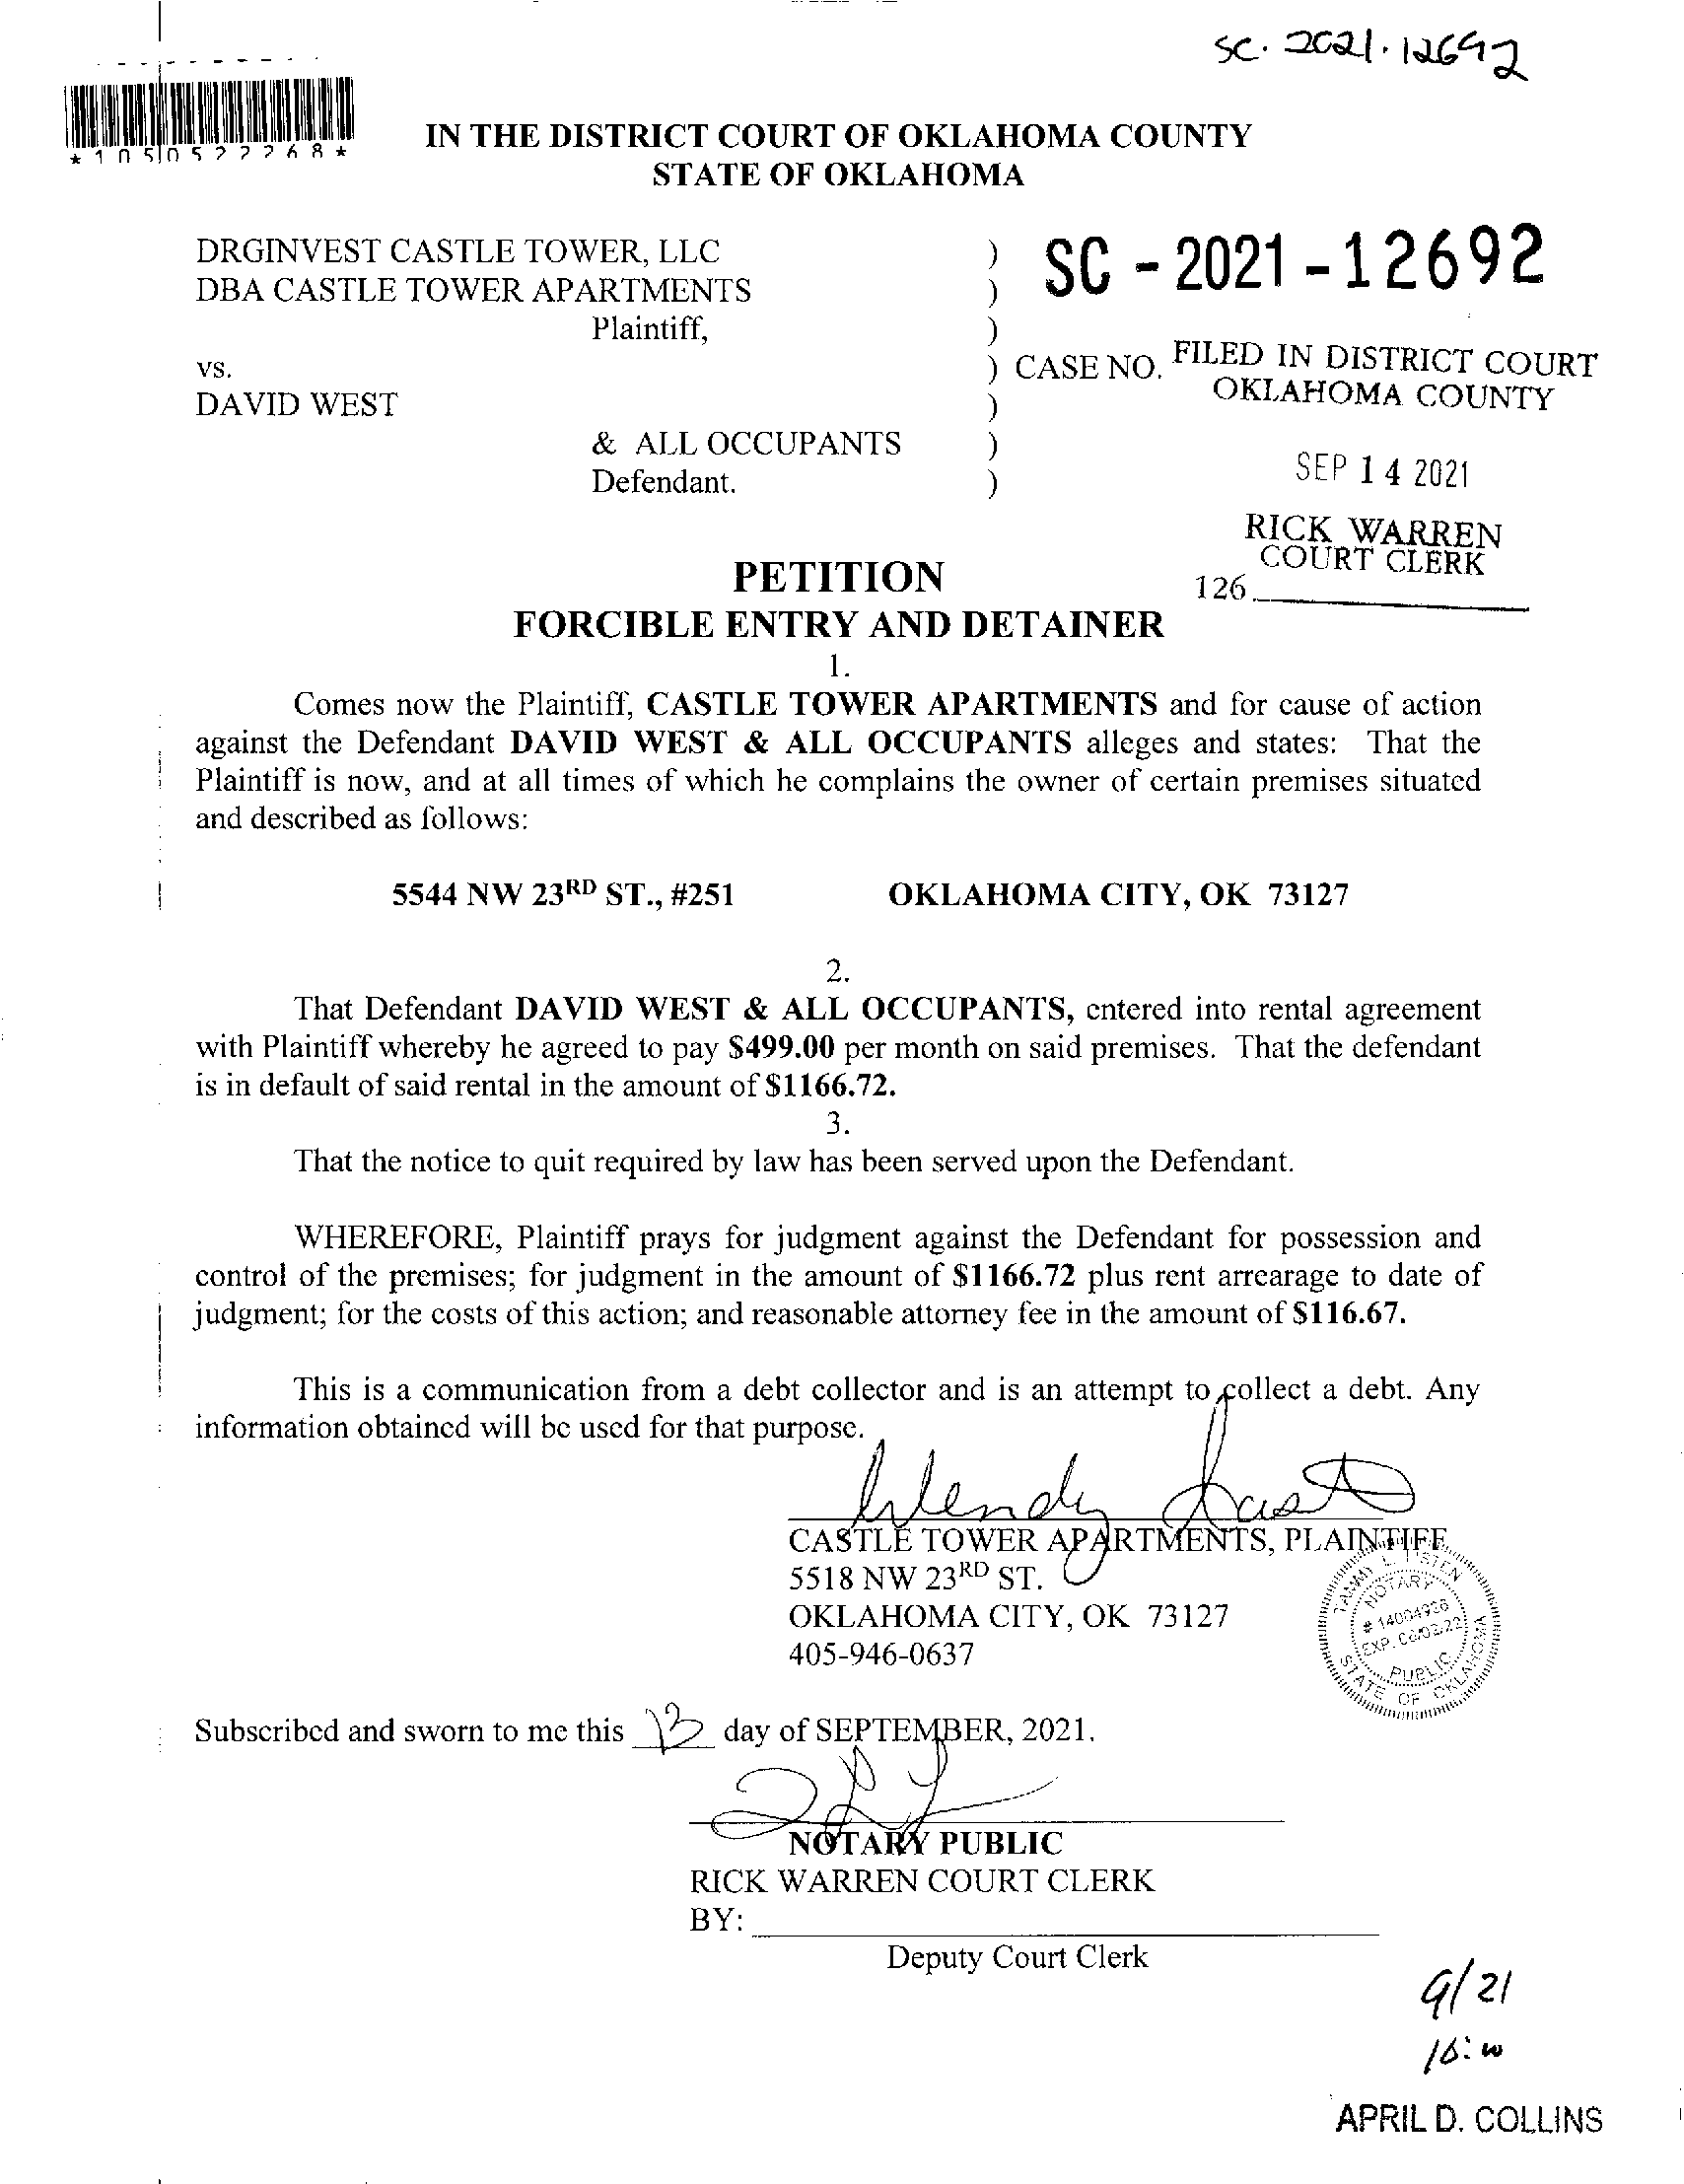 SC. 2021. 12692
*1050522268*
IN THE DISTRICT COURT OF OKLAHOMA COUNTY
STATE OF OKLAHOMA
DRGINVEST CASTLE TOWER, LLC )
DBA CASTLE TOWER APARTMENTS )
Plaintiff, )
vs. ) CASE NO.
DAVID WEST )
& ALL OCCUPANTS )
Defendant. )
SC - 2021 - 12692
FILED IN DISTRICT COURT
OKLAHOMA COUNTY
SEP 14 2021
RICK WARREN
COURT CLERK
126
PETITION
FORCIBLE ENTRY AND DETAINER
1.
Comes now the Plaintiff, CASTLE TOWER APARTMENTS and for cause of action
against the Defendant DAVID WEST & ALL OCCUPANTS alleges and states: That the
Plaintiff is now, and at all times of which he complains the owner of certain premises situated
and described as follows:
5544 NW 23RD ST., #251 OKLAHOMA CITY, OK 73127
2.
That Defendant DAVID WEST & ALL OCCUPANTS, entered into rental agreement
with Plaintiff whereby he agreed to pay $499.00 per month on said premises. That the defendant
is in default of said rental in the amount of $1166.72.
3.
That the notice to quit required by law has been served upon the Defendant.
WHEREFORE, Plaintiff prays for judgment against the Defendant for possession and
control of the premises; for judgment in the amount of $1166.72 plus rent arrearage to date of
judgment; for the costs of this action; and reasonable attorney fee in the amount of $116.67.
This is a communication from a debt collector and is an attempt to collect a debt. Any
information obtained will be used for that purpose.
Wendy
CASTLE TOWER APARTMENTS, PLAINTIFF
5518 NW 23RD ST.
OKLAHOMA CITY, OK 73127
405-946-0637
TAMMY L.
NOTARY
# 14004936
EXP.
PUBLIC
STATE OF OKLAHOMA
Subscribed and sworn to me this 13 day of SEPTEMBER, 2021.
NOTARY PUBLIC
RICK WARREN COURT CLERK
BY:
Deputy Court Clerk
9/21
APRIL D. COLLINS